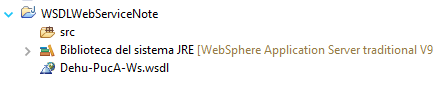 WSDLWebServiceNote
src
Biblioteca del sistema JRE [WebSphere Application Server traditional V9
Dehu-PucA-Ws.wsdl